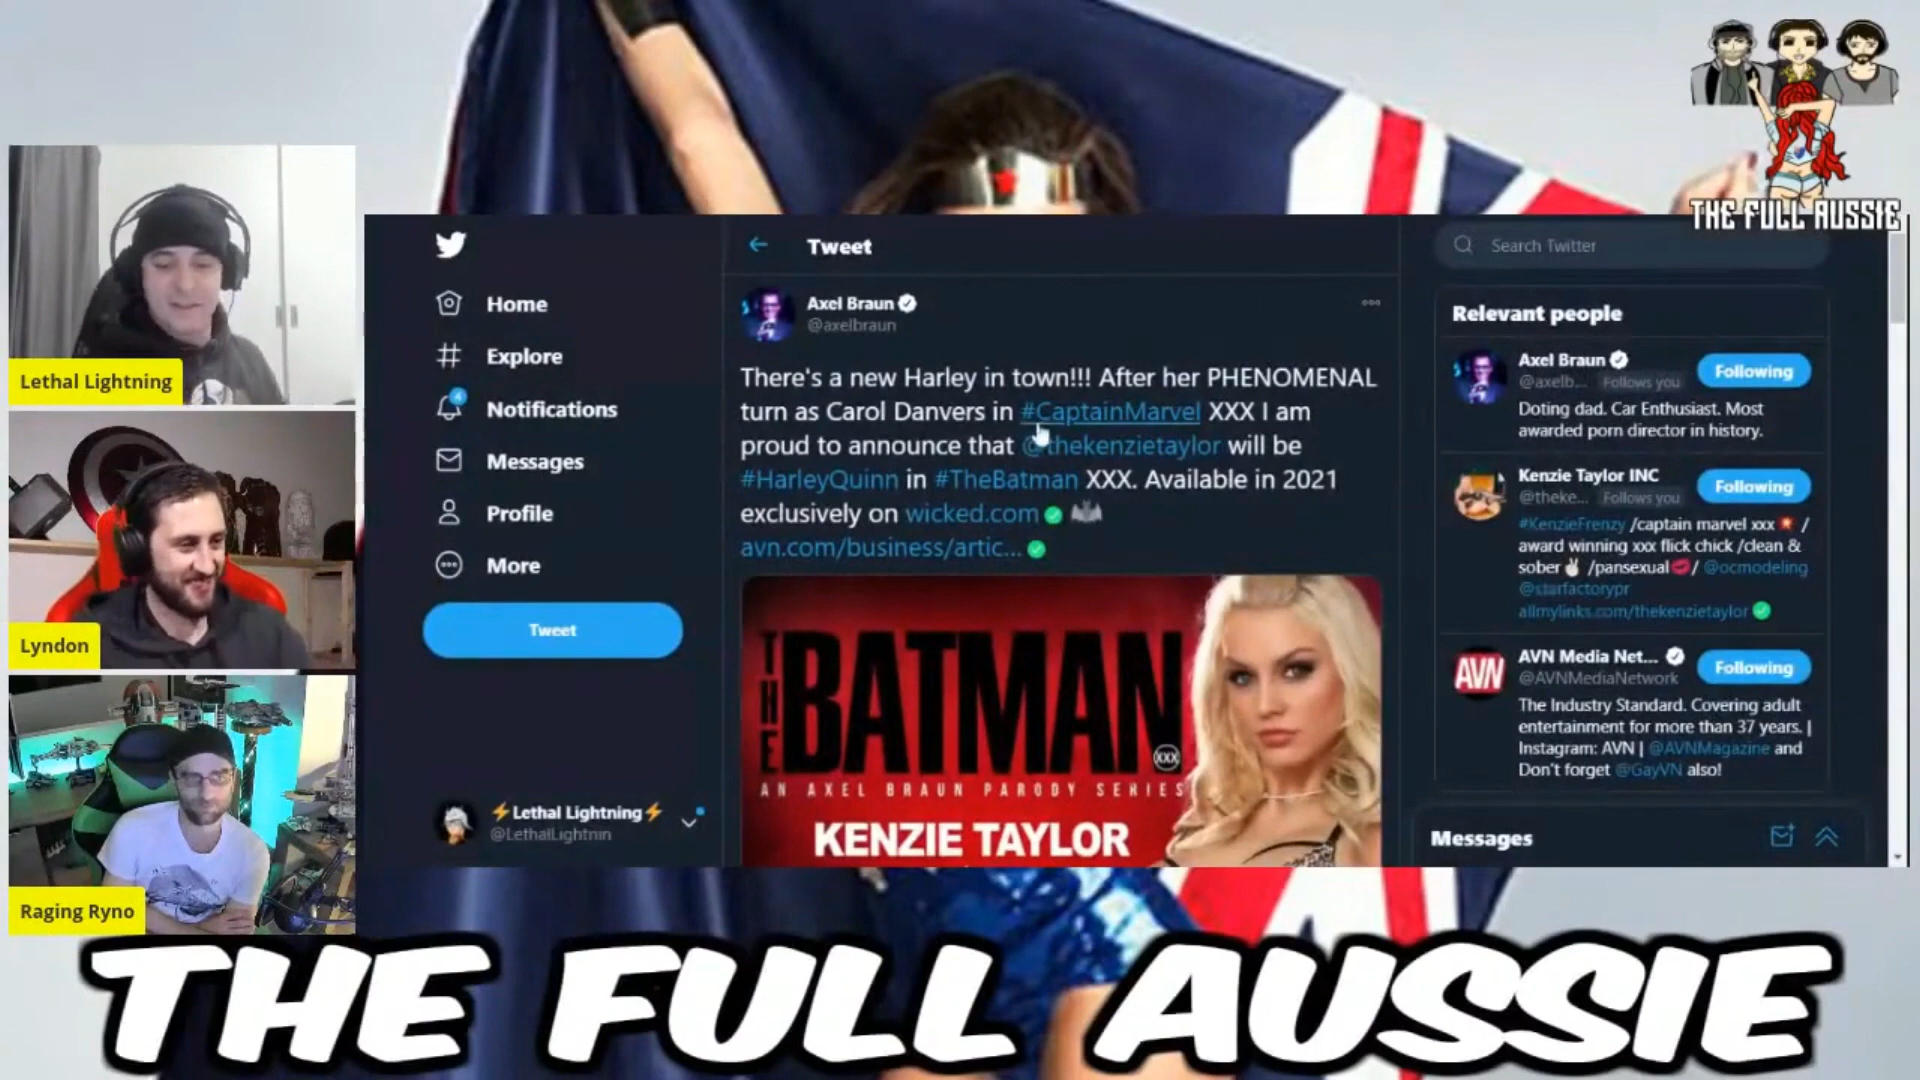 THE FULL AUSSIE
Lethal Lightning
Lyndon
Raging Ryno
Home
Explore
4
Notifications
Messages
Profile
More
Tweet
⚡Lethal Lightning⚡
@LethalLightnin
Tweet
Axel Braun
@axelbraun
There's a new Harley in town!!! After her PHENOMENAL
turn as Carol Danvers in #CaptainMarvel XXX I am
proud to announce that @thekenzietaylor will be
#HarleyQuinn in #TheBatman XXX. Available in 2021
exclusively on wicked.com
avn.com/business/artic...
THE BATMAN
XXX
AN AXEL BRAUN PARODY SERIES
KENZIE TAYLOR
Search Twitter
Relevant people
Axel Braun
@axelb... Follows you
Following
Doting dad. Car Enthusiast. Most
awarded porn director in history.
Kenzie Taylor INC
@theke... Follows you
Following
#KenzieFrenzy /captain marvel xxx 💥 /
award winning xxx flick chick /clean &
sober✌ /pansexual💋/ @ocmodeling
@starfactorypr
allmylinks.com/thekenzietaylor
AVN
AVN Media Net...
@AVNMediaNetwork
Following
The Industry Standard. Covering adult
entertainment for more than 37 years. |
Instagram: AVN | @AVNMagazine and
Don't forget @GayVN also!
Messages
THE FULL AUSSIE